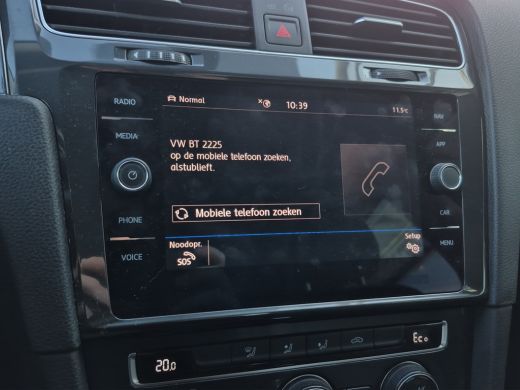 RADIO
MEDIA
PHONE
VOICE
Normal
10:39
11.5°C
VW BT 2225
op de mobiele telefoon zoeken,
alstublieft.
Mobiele telefoon zoeken
Noodopr.
SOS
Setup
NAV
APP
CAR
MENU
20.0
Eco